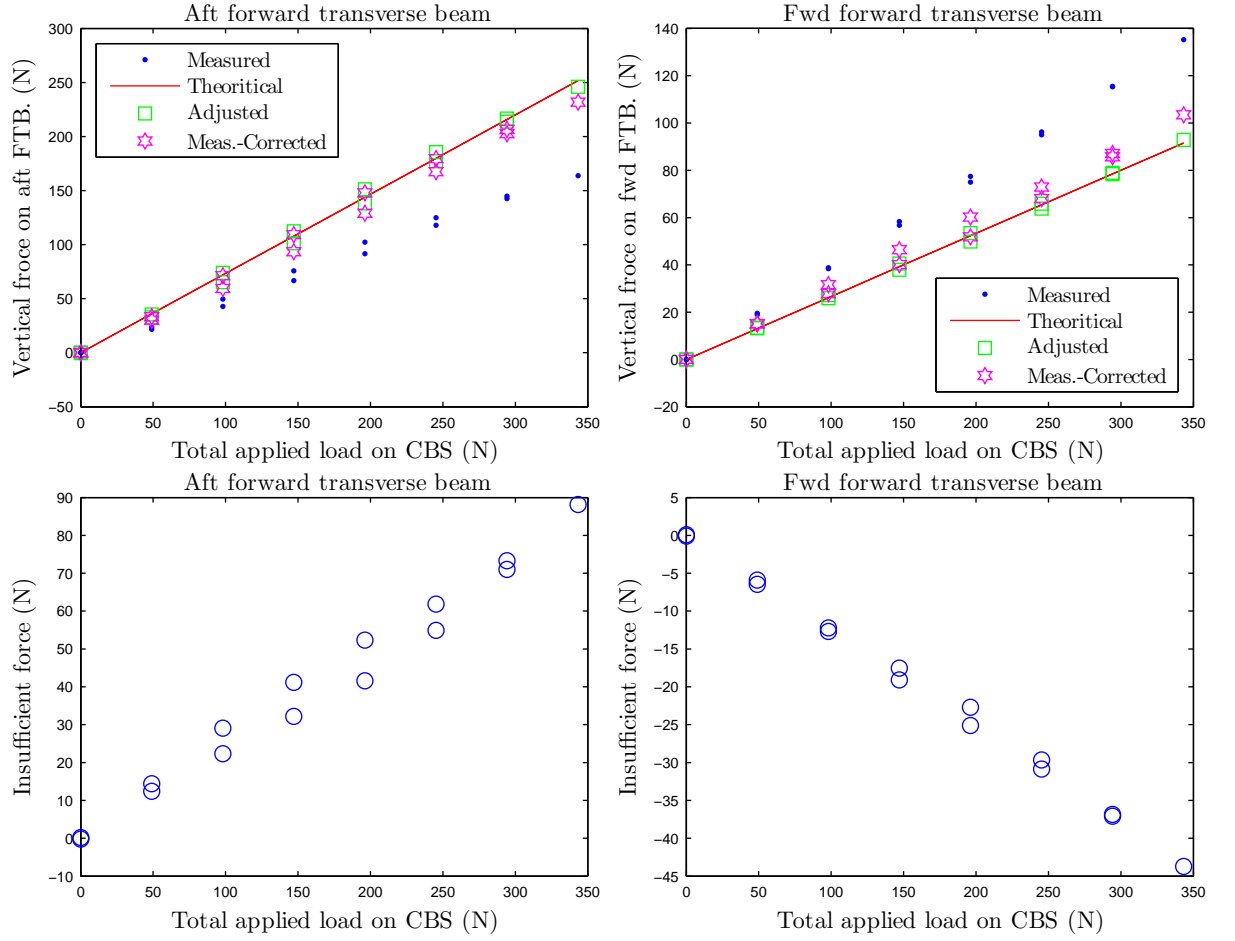 Aft forward transverse beam
300
250
200
150
100
50
0
−50
Vertical froce on aft FTB. (N)
Measured
Theoritical
Adjusted
Meas.-Corrected
0 50 100 150 200 250 300 350
Total applied load on CBS (N)
Fwd forward transverse beam
140
120
100
80
60
40
20
0
−20
Vertical froce on fwd FTB. (N)
Measured
Theoritical
Adjusted
Meas.-Corrected
0 50 100 150 200 250 300 350
Total applied load on CBS (N)
Aft forward transverse beam
90
80
70
60
50
40
30
20
10
0
−10
Insufficient force (N)
0 50 100 150 200 250 300 350
Total applied load on CBS (N)
Fwd forward transverse beam
5
0
−5
−10
−15
−20
−25
−30
−35
−40
−45
Insufficient force (N)
0 50 100 150 200 250 300 350
Total applied load on CBS (N)